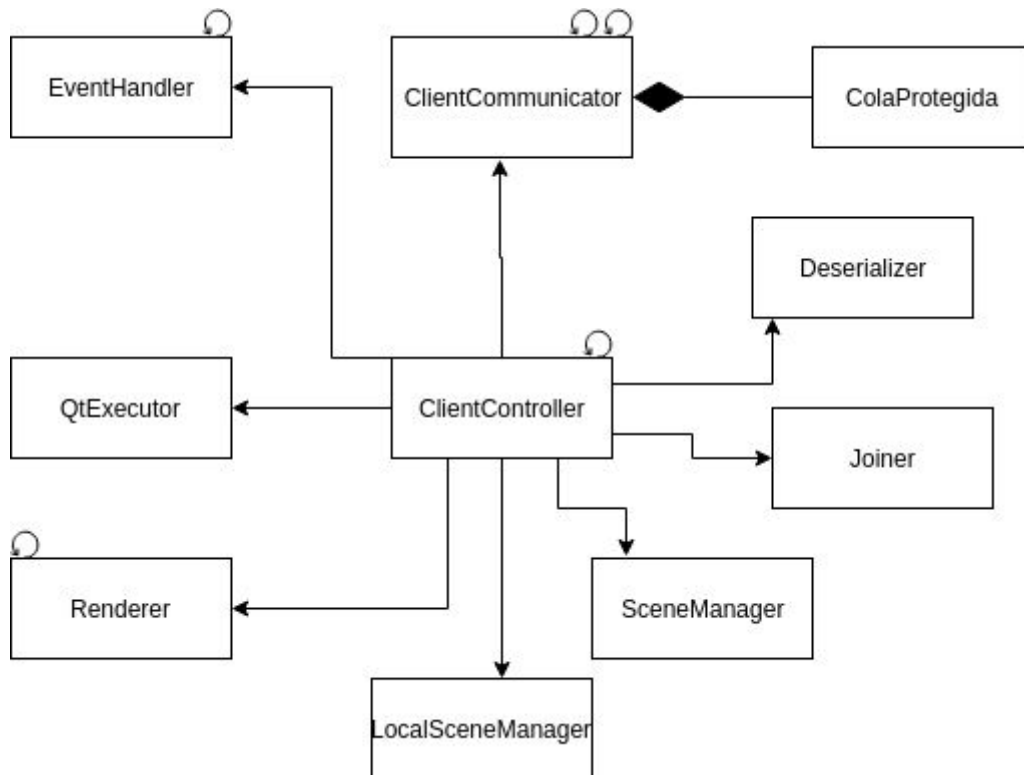 EventHandler
ClientCommunicator
ColaProtegida
Deserializer
QtExecutor
ClientController
Joiner
Renderer
SceneManager
LocalSceneManager